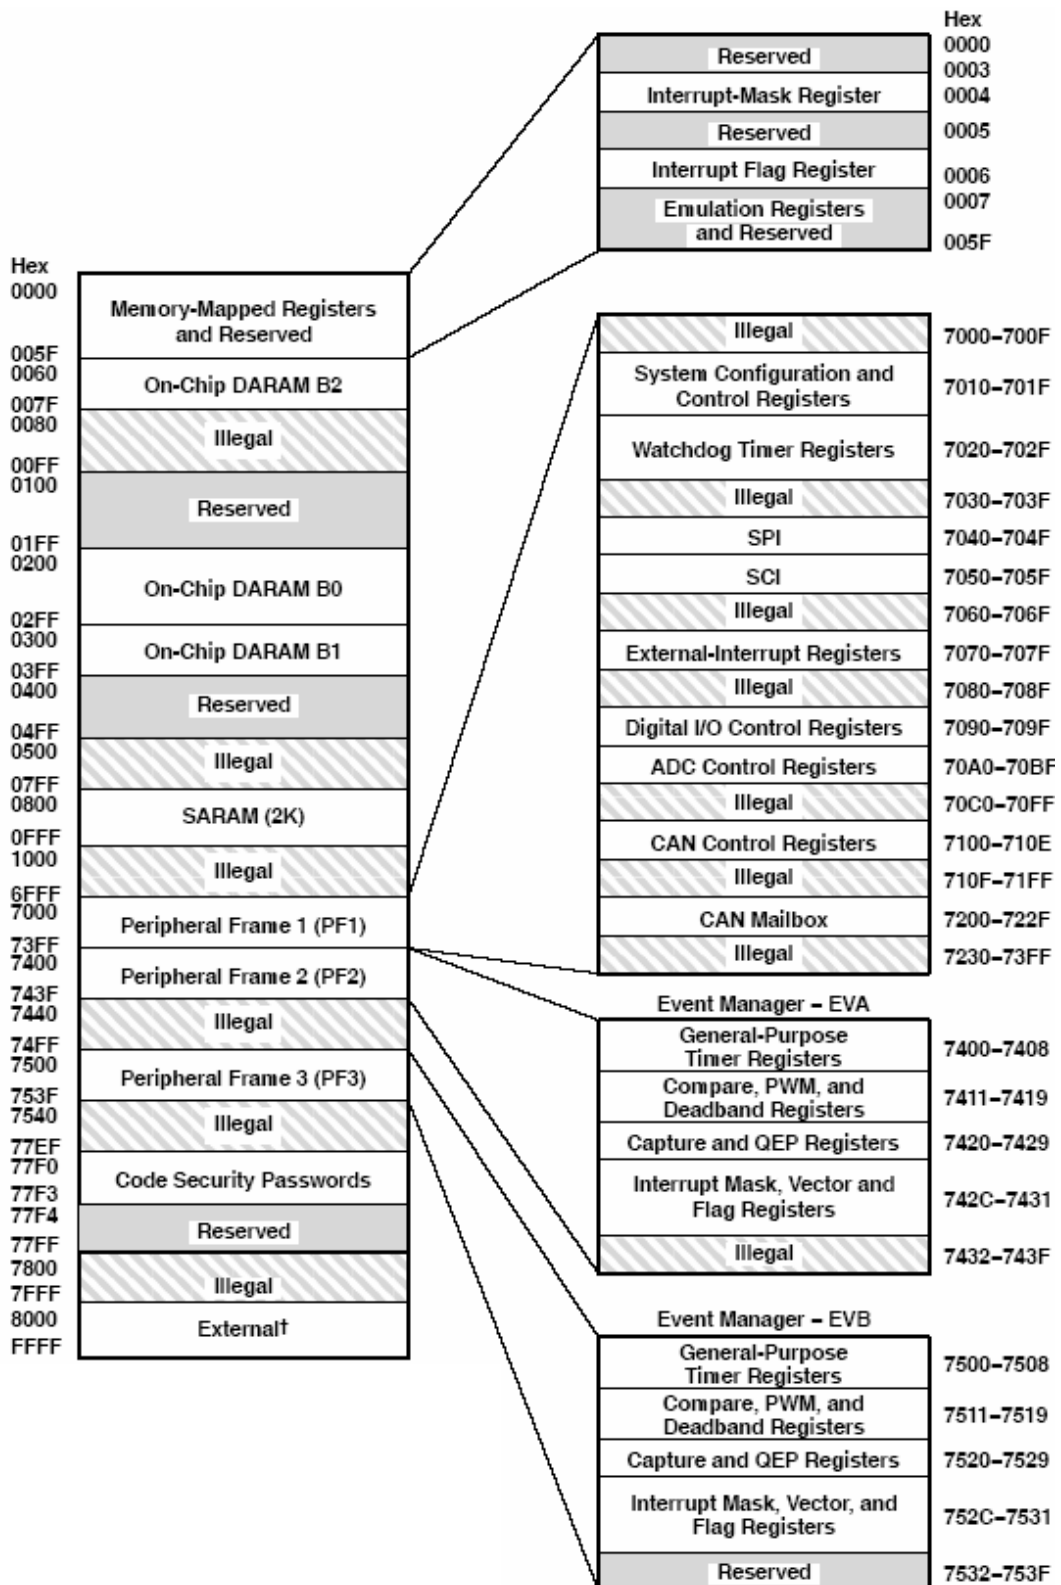 Hex
0000
Reserved
0003
Interrupt-Mask Register
0004
Reserved
0005
Interrupt Flag Register
0006
0007
Emulation Registers
and Reserved
005F
Hex
0000
Memory-Mapped Registers
and Reserved
005F
0060
On-Chip DARAM B2
007F
0080
Illegal
00FF
0100
Reserved
01FF
0200
On-Chip DARAM B0
02FF
0300
On-Chip DARAM B1
03FF
0400
Reserved
04FF
0500
Illegal
07FF
0800
SARAM (2K)
0FFF
1000
Illegal
6FFF
7000
Peripheral Frame 1 (PF1)
73FF
7400
Peripheral Frame 2 (PF2)
743F
7440
Illegal
74FF
7500
Peripheral Frame 3 (PF3)
753F
7540
Illegal
77EF
77F0
Code Security Passwords
77F3
77F4
Reserved
77FF
7800
Illegal
7FFF
8000
External†
FFFF
Illegal
7000–700F
System Configuration and
Control Registers
7010–701F
Watchdog Timer Registers
7020–702F
Illegal
7030–703F
SPI
7040–704F
SCI
7050–705F
Illegal
7060–706F
External-Interrupt Registers
7070–707F
Illegal
7080–708F
Digital I/O Control Registers
7090–709F
ADC Control Registers
70A0–70BF
Illegal
70C0–70FF
CAN Control Registers
7100–710E
Illegal
710F–71FF
CAN Mailbox
7200–722F
Illegal
7230–73FF
Event Manager – EVA
General-Purpose
Timer Registers
7400–7408
Compare, PWM, and
Deadband Registers
7411–7419
Capture and QEP Registers
7420–7429
Interrupt Mask, Vector and
Flag Registers
742C–7431
Illegal
7432–743F
Event Manager – EVB
General-Purpose
Timer Registers
7500–7508
Compare, PWM, and
Deadband Registers
7511–7519
Capture and QEP Registers
7520–7529
Interrupt Mask, Vector, and
Flag Registers
752C–7531
Reserved
7532–753F